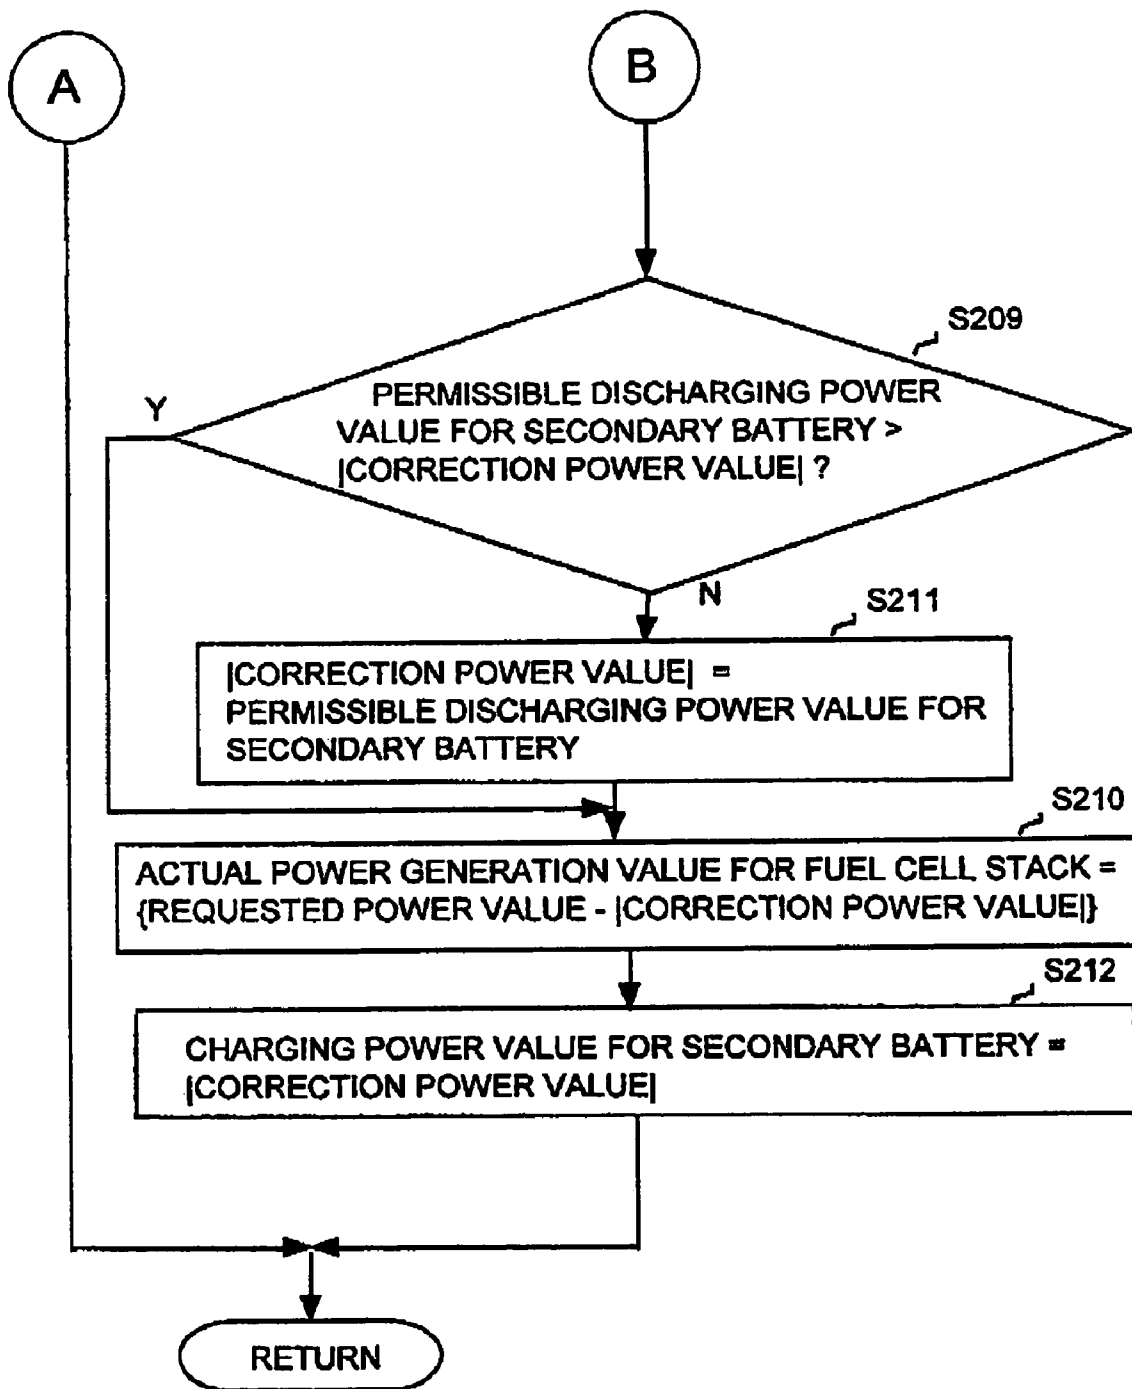 A
B
S209
Y
PERMISSIBLE DISCHARGING POWER
VALUE FOR SECONDARY BATTERY >
|CORRECTION POWER VALUE| ?
N
S211
|CORRECTION POWER VALUE| =
PERMISSIBLE DISCHARGING POWER VALUE FOR
SECONDARY BATTERY
S210
ACTUAL POWER GENERATION VALUE FOR FUEL CELL STACK =
{REQUESTED POWER VALUE - |CORRECTION POWER VALUE|}
S212
CHARGING POWER VALUE FOR SECONDARY BATTERY =
|CORRECTION POWER VALUE|
RETURN